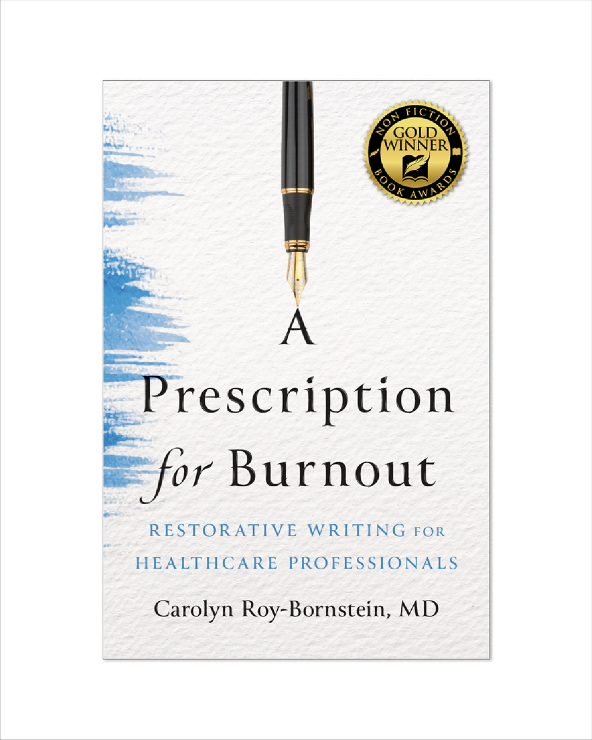 NON FICTION
GOLD
WINNER
BOOK AWARDS
A
Prescription
for Burnout
RESTORATIVE WRITING FOR
HEALTHCARE PROFESSIONALS
Carolyn Roy-Bornstein, MD